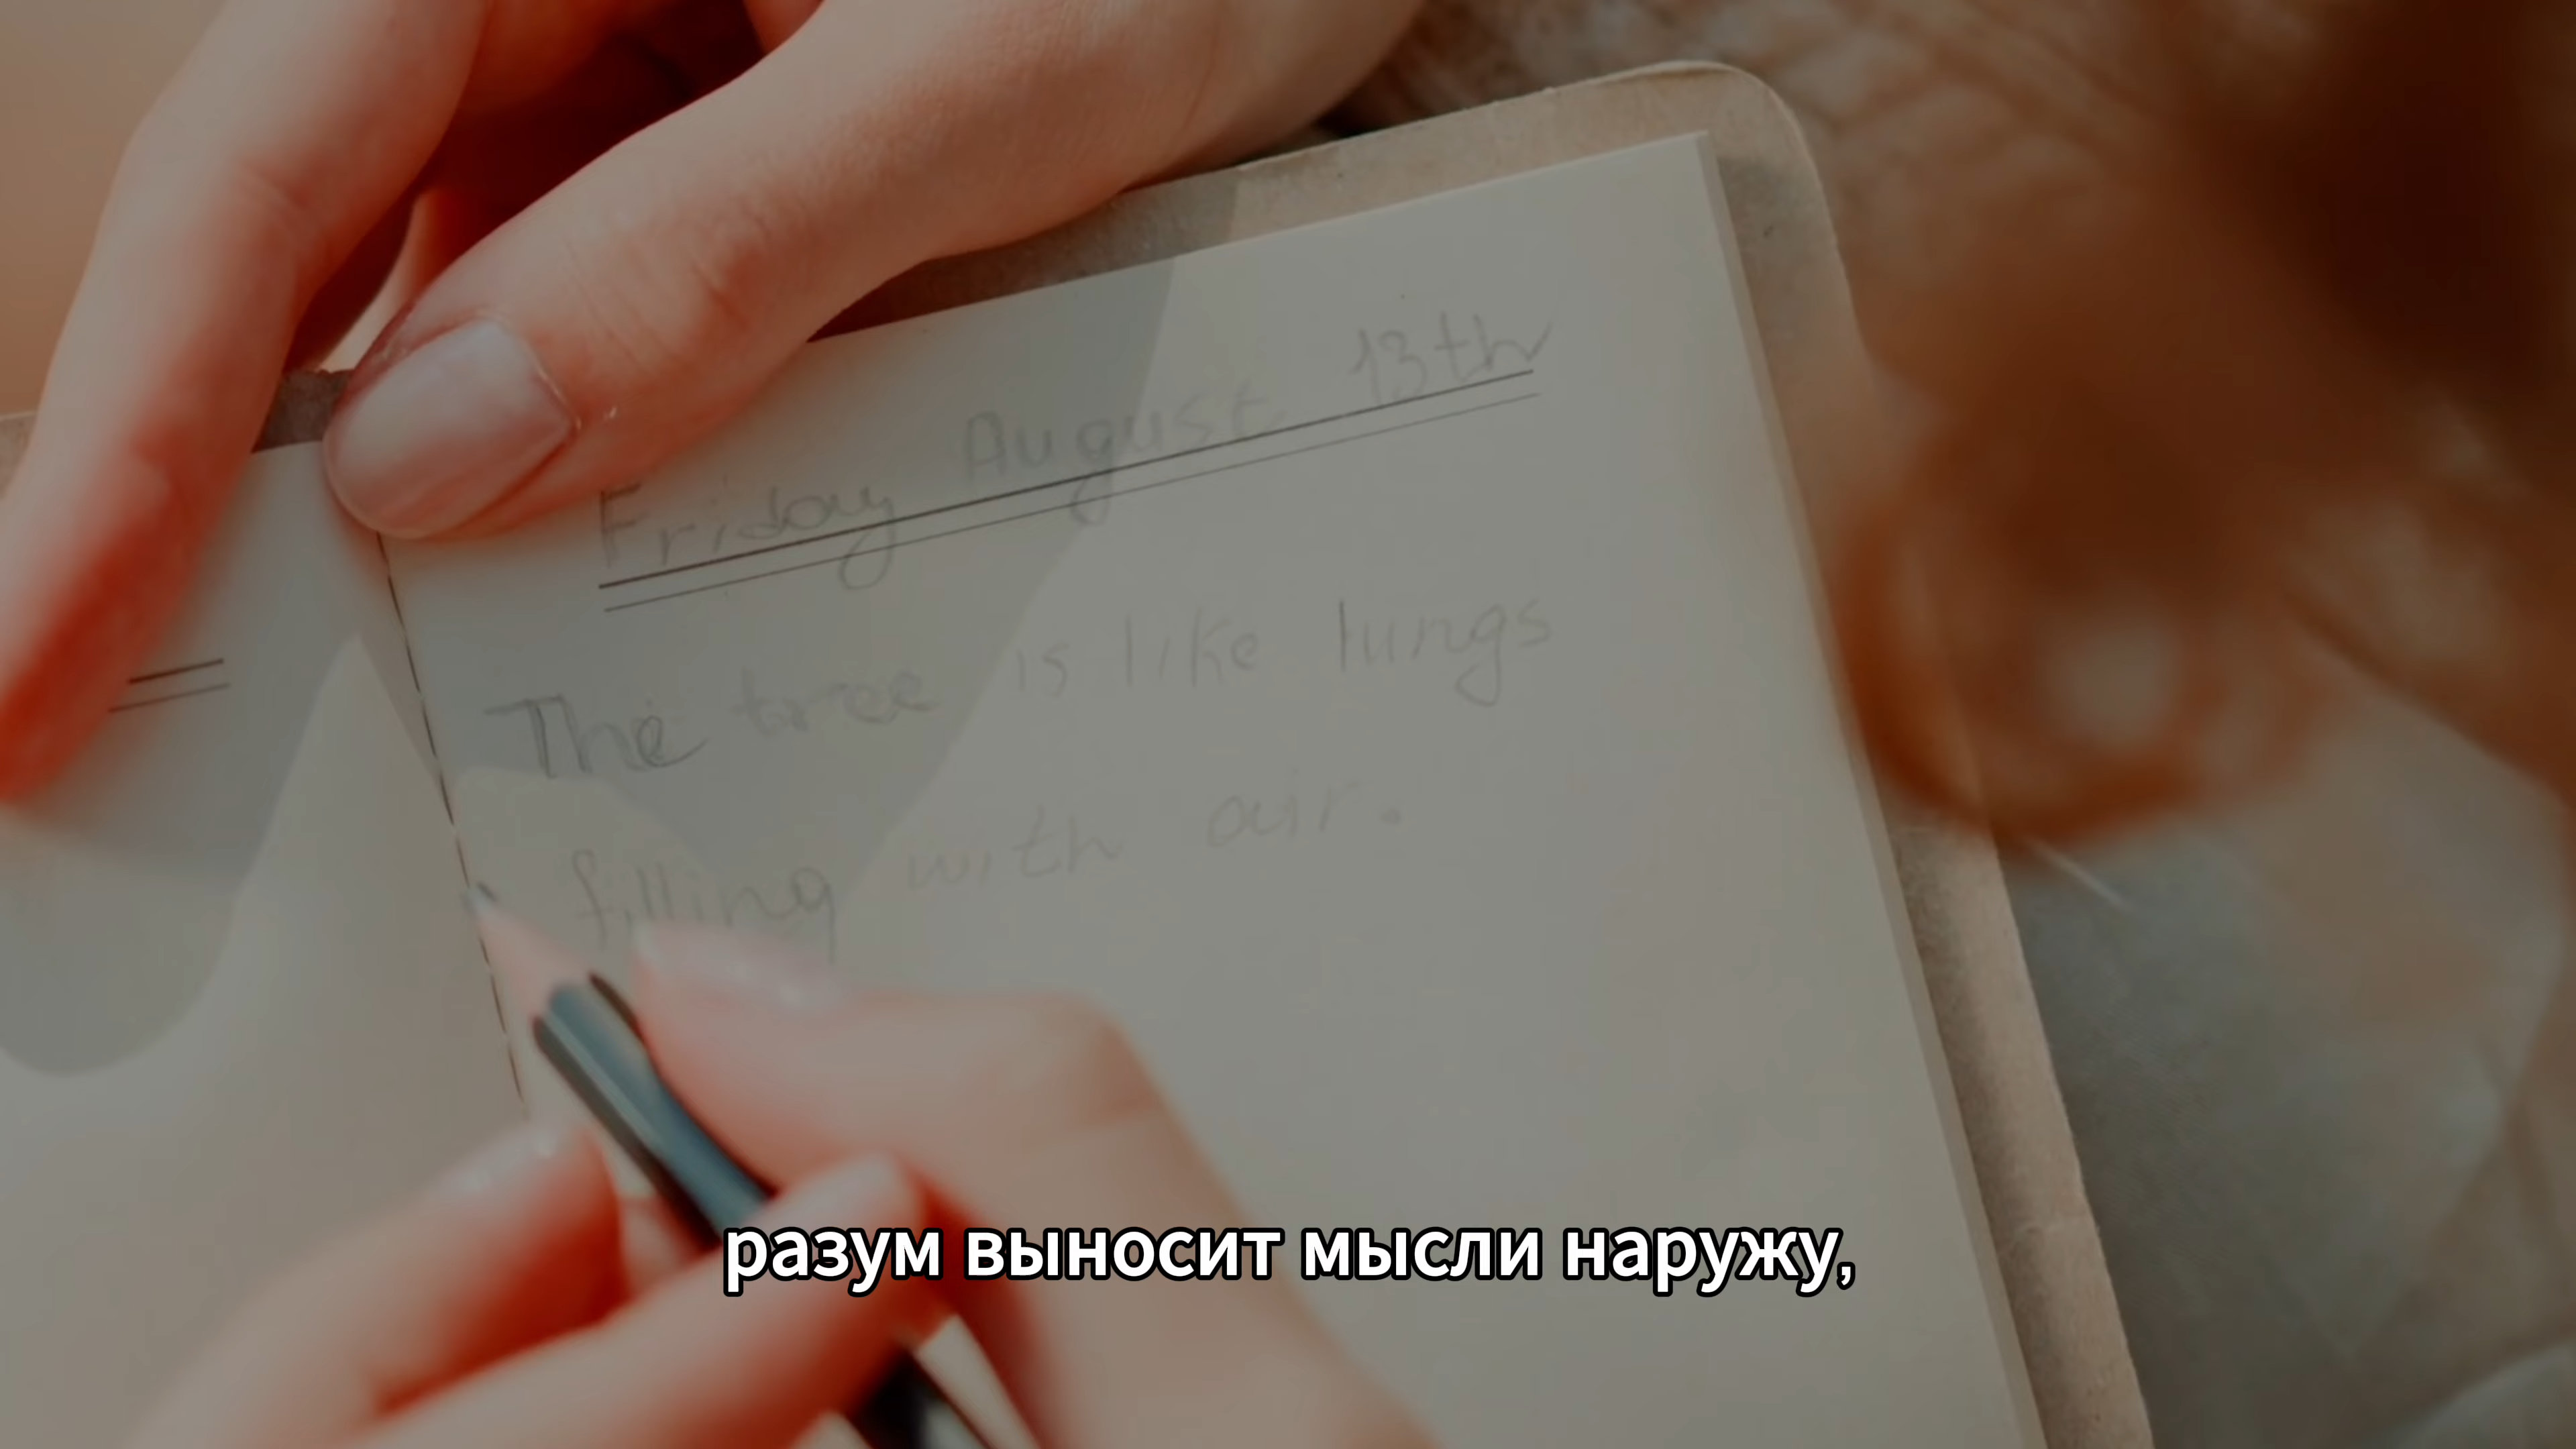 Friday August 13th
The tree is like lungs
filling with air.
разум выносит мысли наружу,